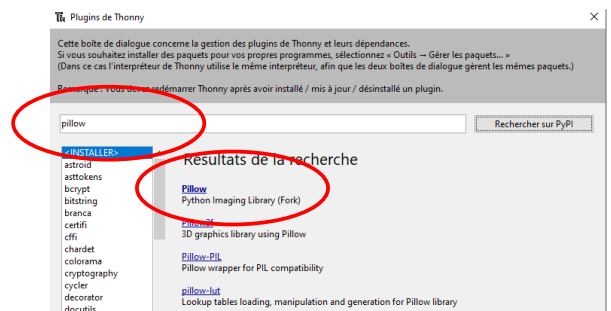 Plugins de Thonny
Cette boîte de dialogue concerne la gestion des plugins de Thonny et leurs dépendances.
Si vous souhaitez installer des paquets pour vos propres programmes, sélectionnez « Outils → Gérer les paquets... »
(Dans ce cas l'interpréteur de Thonny utilise le même interpréteur, afin que les deux boîtes de dialogue gèrent les mêmes paquets.)
Remarque : Vous devez redémarrer Thonny après avoir installé / mis à jour / désinstallé un plugin.
pillow
Rechercher sur PyPI
<INSTALLER>
astroid
asttokens
bcrypt
bitstring
branca
certifi
cffi
chardet
colorama
cryptography
cycler
decorator
docutils
Résultats de la recherche
Pillow
Python Imaging Library (Fork)
3D graphics library using Pillow
Pillow-PIL
Pillow wrapper for PIL compatibility
pillow-lut
Lookup tables loading, manipulation and generation for Pillow library